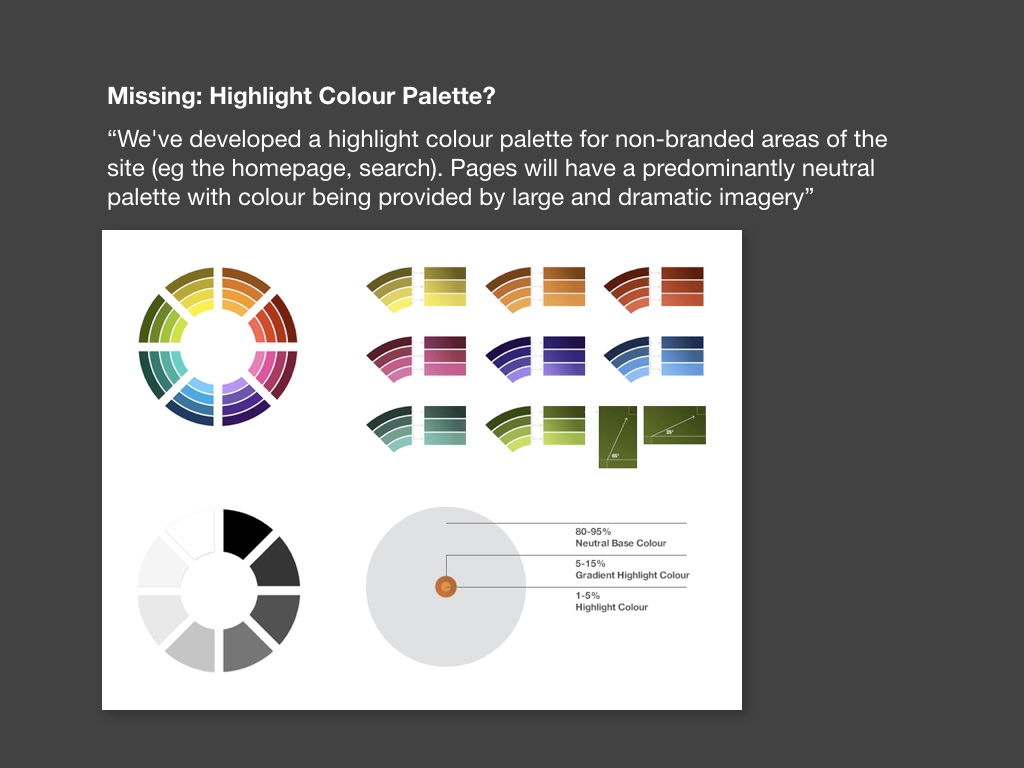 Missing: Highlight Colour Palette?
“We've developed a highlight colour palette for non-branded areas of the
site (eg the homepage, search). Pages will have a predominantly neutral
palette with colour being provided by large and dramatic imagery”
80-95%
Neutral Base Colour
5-15%
Gradient Highlight Colour
1-5%
Highlight Colour